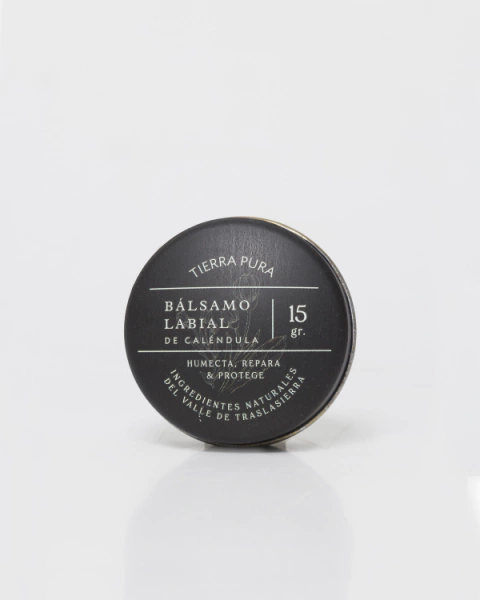 TIERRA PURA
BÁLSAMO
LABIAL
DE CALÉNDULA
15
gr.
HUMECTA, REPARA
& PROTEGE
INGREDIENTES NATURALES
DEL VALLE DE TRASLASIERRA